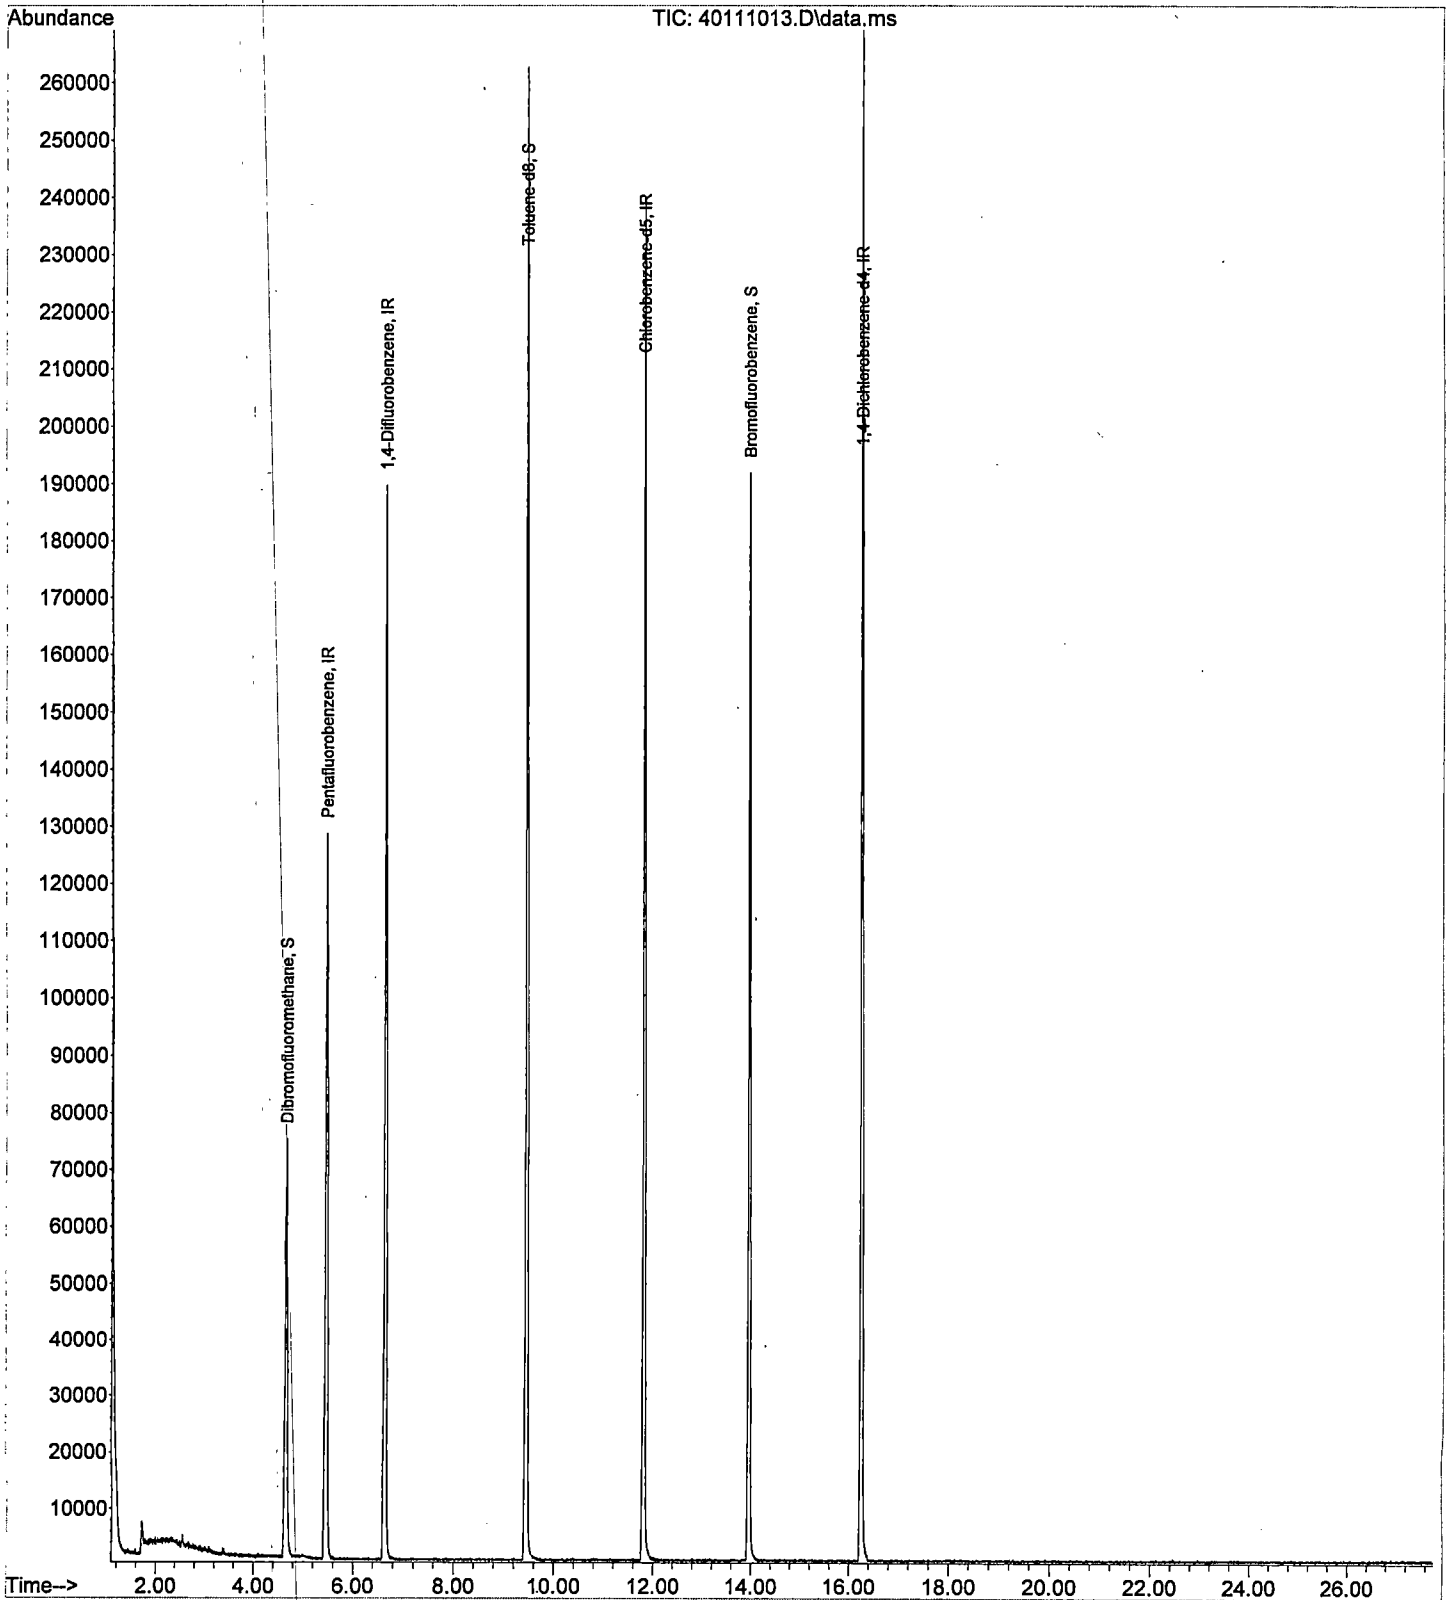 Abundance
TIC: 40111013.D\data.ms
260000
250000
240000
230000
220000
210000
200000
190000
180000
170000
160000
150000
140000
130000
120000
110000
100000
90000
80000
70000
60000
50000
40000
30000
20000
10000
Dibromofluoromethane, S
Pentafluorobenzene, IR
1,4-Difluorobenzene, IR
Toluene-d8, S
Chlorobenzene-d5, IR
Bromofluorobenzene, S
1,4-Dichlorobenzene-d4, IR
Time--> 2.00 4.00 6.00 8.00 10.00 12.00 14.00 16.00 18.00 20.00 22.00 24.00 26.00